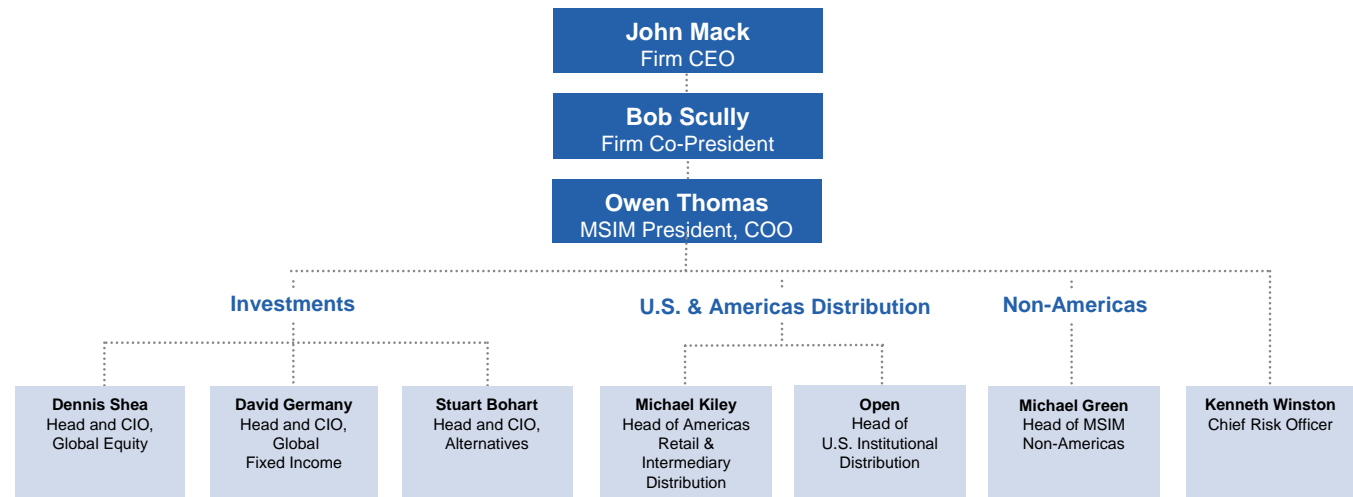 John Mack
Firm CEO
Bob Scully
Firm Co-President
Owen Thomas
MSIM President, COO
Investments
U.S. & Americas Distribution
Non-Americas
Dennis Shea
Head and CIO,
Global Equity
David Germany
Head and CIO,
Global
Fixed Income
Stuart Bohart
Head and CIO,
Alternatives
Michael Kiley
Head of Americas
Retail &
Intermediary
Distribution
Open
Head of
U.S. Institutional
Distribution
Michael Green
Head of MSIM
Non-Americas
Kenneth Winston
Chief Risk Officer